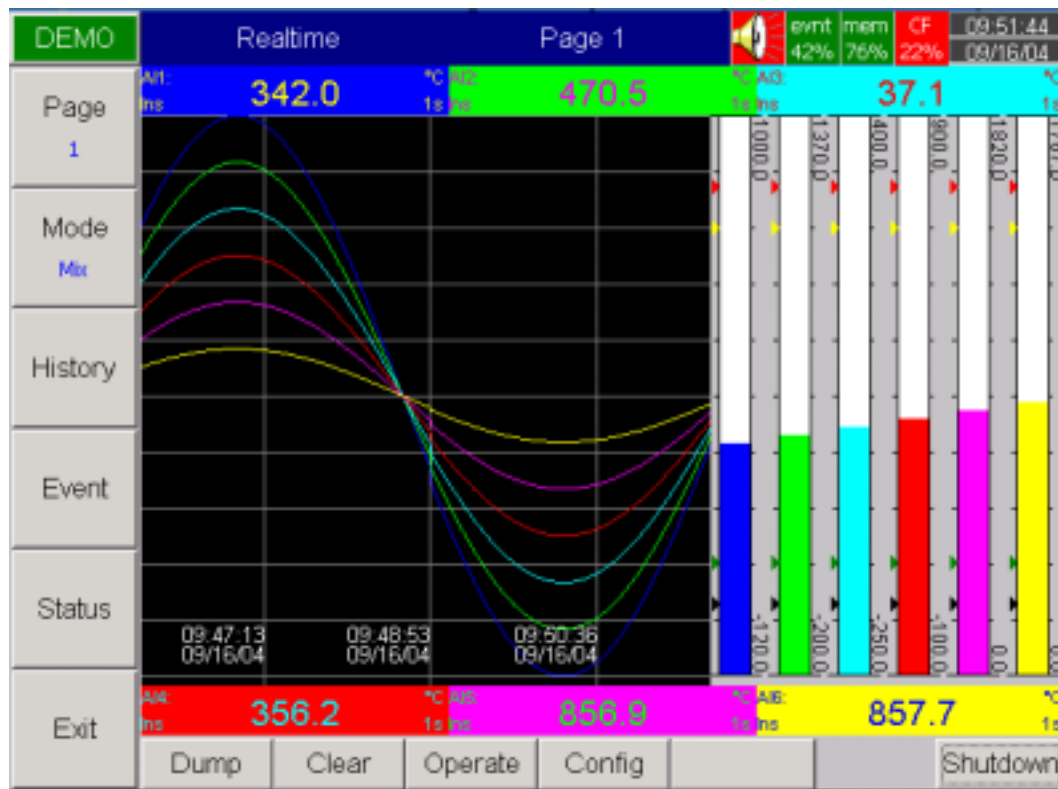 DEMO
Realtime
Page 1
evnt
42%
mem
76%
CF
22%
09:51:44
09/16/04
Page
1
Mode
Mix
History
Event
Status
Exit
AI1:
Ins
342.0
°C
1s
AI2:
Ins
470.5
°C
1s
AI3:
Ins
37.1
°C
1s
1000.0
1370.0
400.0
900.0
1820.0
-120.0
-200.0
-250.0
-100.0
0.0
09:47:13
09/16/04
09:48:53
09/16/04
09:50:36
09/16/04
AI4:
Ins
356.2
°C
1s
AI5:
Ins
856.9
°C
1s
AI6:
Ins
857.7
°C
1s
Dump
Clear
Operate
Config
Shutdown